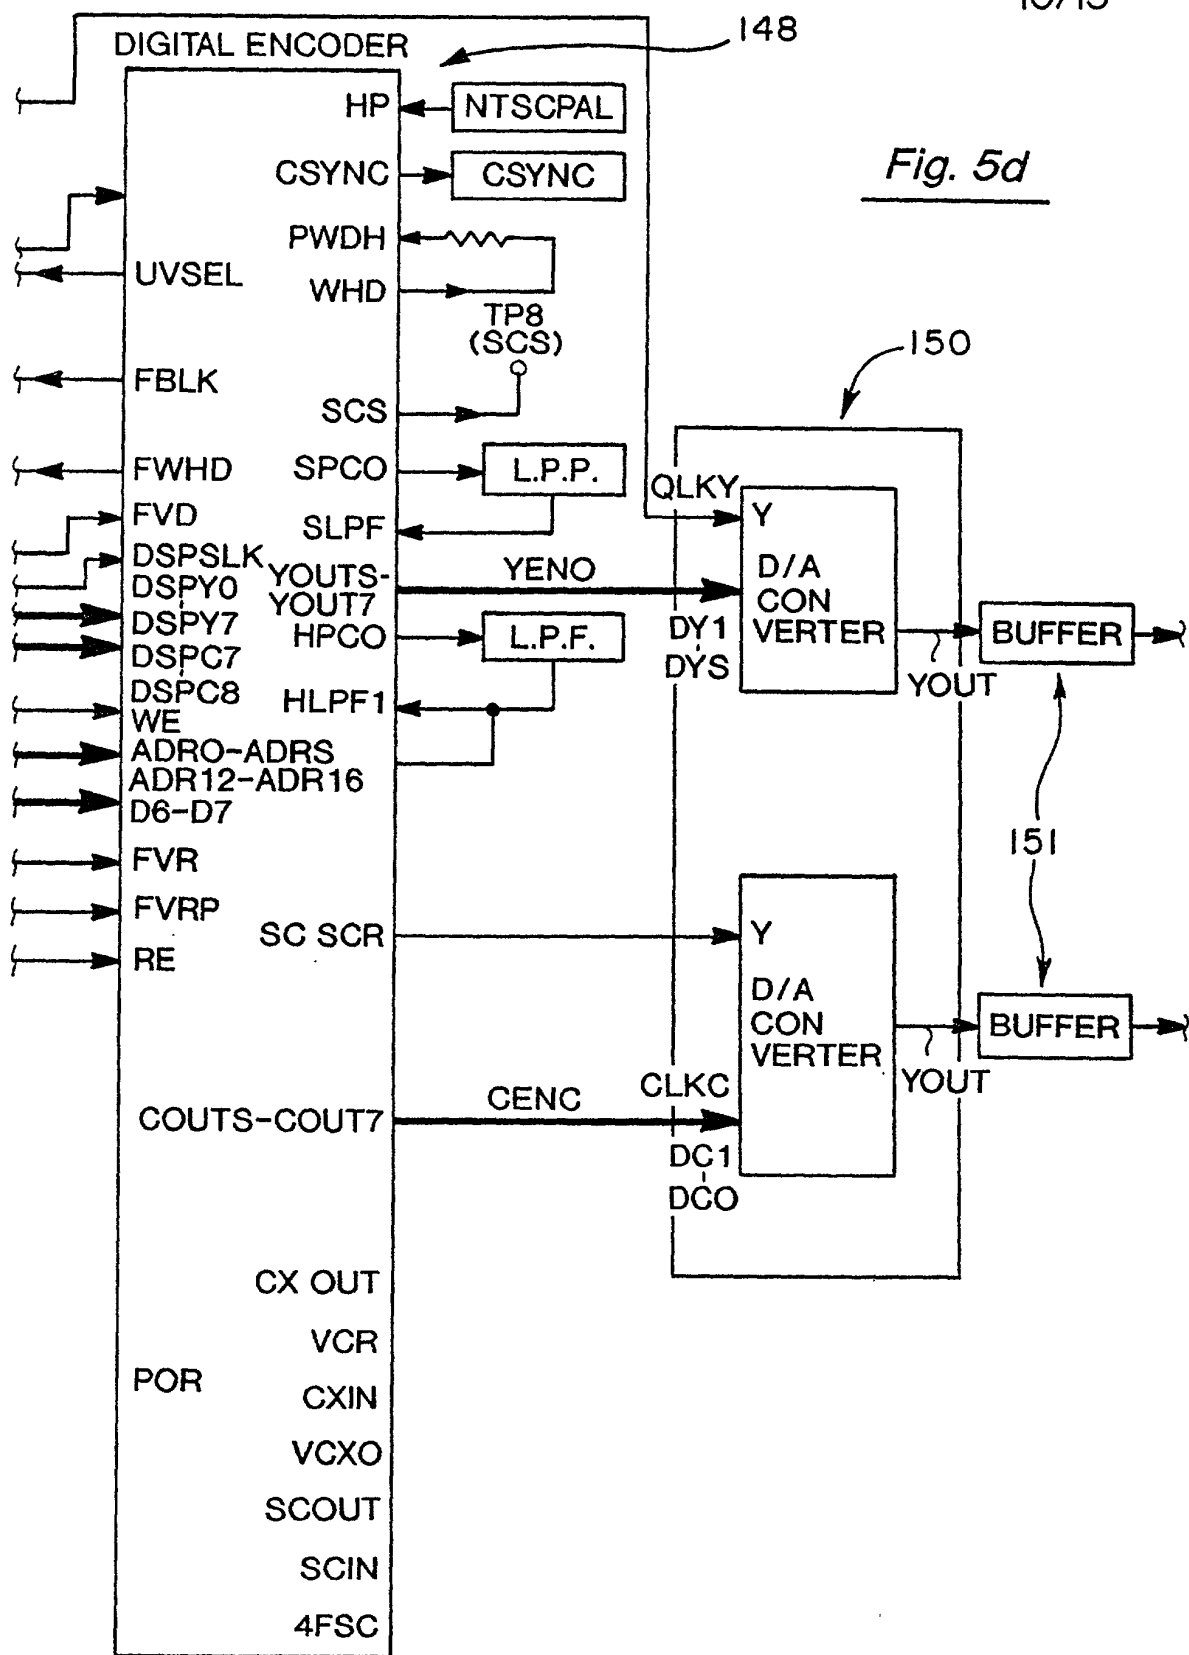 10/15
DIGITAL ENCODER
148
HP
NTSCPAL
CSYNC
CSYNC
Fig. 5d
PWDH
UVSEL
WHD
TP8
(SCS)
150
FBLK
SCS
FWHD
SPCO
L.P.P.
QLKY
Y
FVD
SLPF
DSPSLK
YOUTS-
YENO
D/A
DSPY0
YOUT7
CON
DSPY7
HPCO
L.P.F.
DY1
VERTER
BUFFER
DSPC7
DYS
YOUT
DSPC8
HLPF1
WE
ADRO-ADRS
ADR12-ADR16
D6-D7
151
FVR
FVRP
SC SCR
Y
RE
D/A
CON
BUFFER
VERTER
CLKC
YOUT
COUTS-COUT7
CENC
DC1
DCO
CX OUT
VCR
POR
CXIN
VCXO
SCOUT
SCIN
4FSC